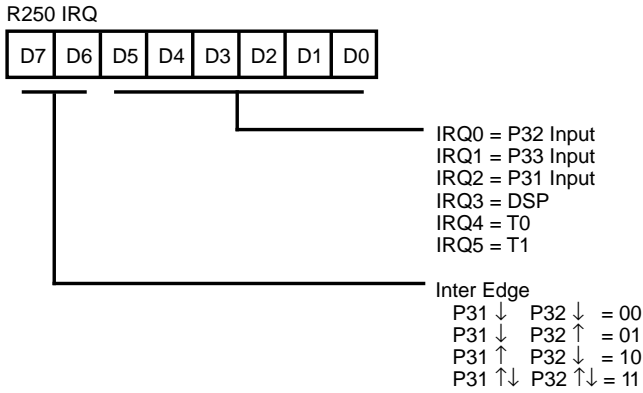 R250 IRQ
D7 D6 D5 D4 D3 D2 D1 D0
IRQ0 = P32 Input
IRQ1 = P33 Input
IRQ2 = P31 Input
IRQ3 = DSP
IRQ4 = T0
IRQ5 = T1
Inter Edge
P31 ↓ P32 ↓ = 00
P31 ↓ P32 ↑ = 01
P31 ↑ P32 ↓ = 10
P31 ↑↓ P32 ↑↓ = 11